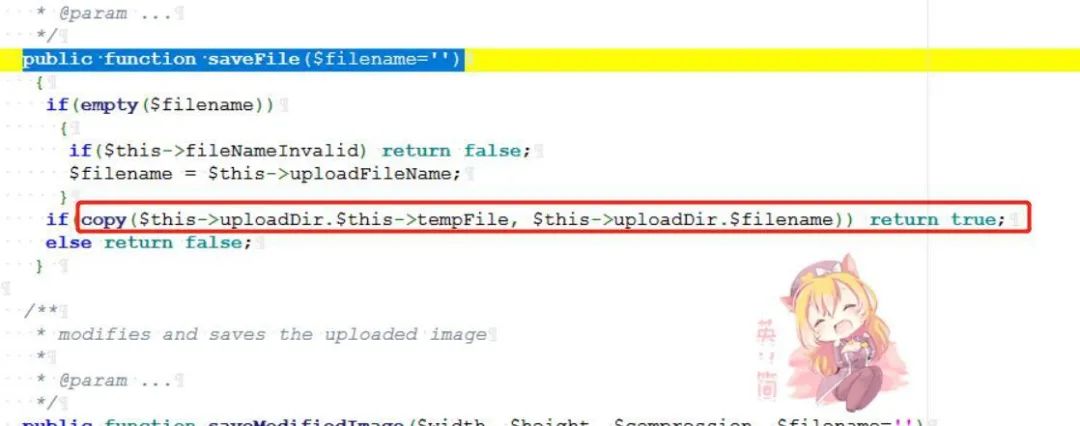 * @param ...
*/
public function saveFile($filename='')
{
if(empty($filename))
{
if($this->fileNameInvalid) return false;
$filename = $this->uploadFileName;
}
if(copy($this->uploadDir.$this->tempFile, $this->uploadDir.$filename)) return true;
else return false;
}
/**
* modifies and saves the uploaded image
*
* @param ...
*/
public function saveModifiedImage($width, $height, $compression, $filename='')